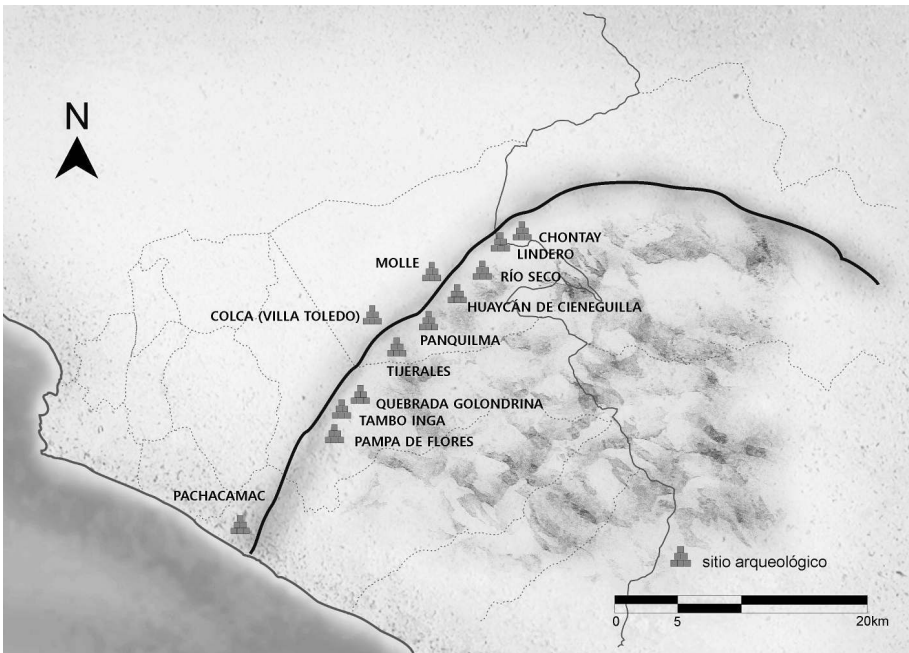 N
CHONTAY
LINDERO
MOLLE
RÍO SECO
HUAYCÁN DE CIENEGUILLA
COLCA (VILLA TOLEDO)
PANQUILMA
TIJERALES
QUEBRADA GOLONDRINA
TAMBO INGA
PAMPA DE FLORES
PACHACAMAC
sitio arqueológico
0 5 20km